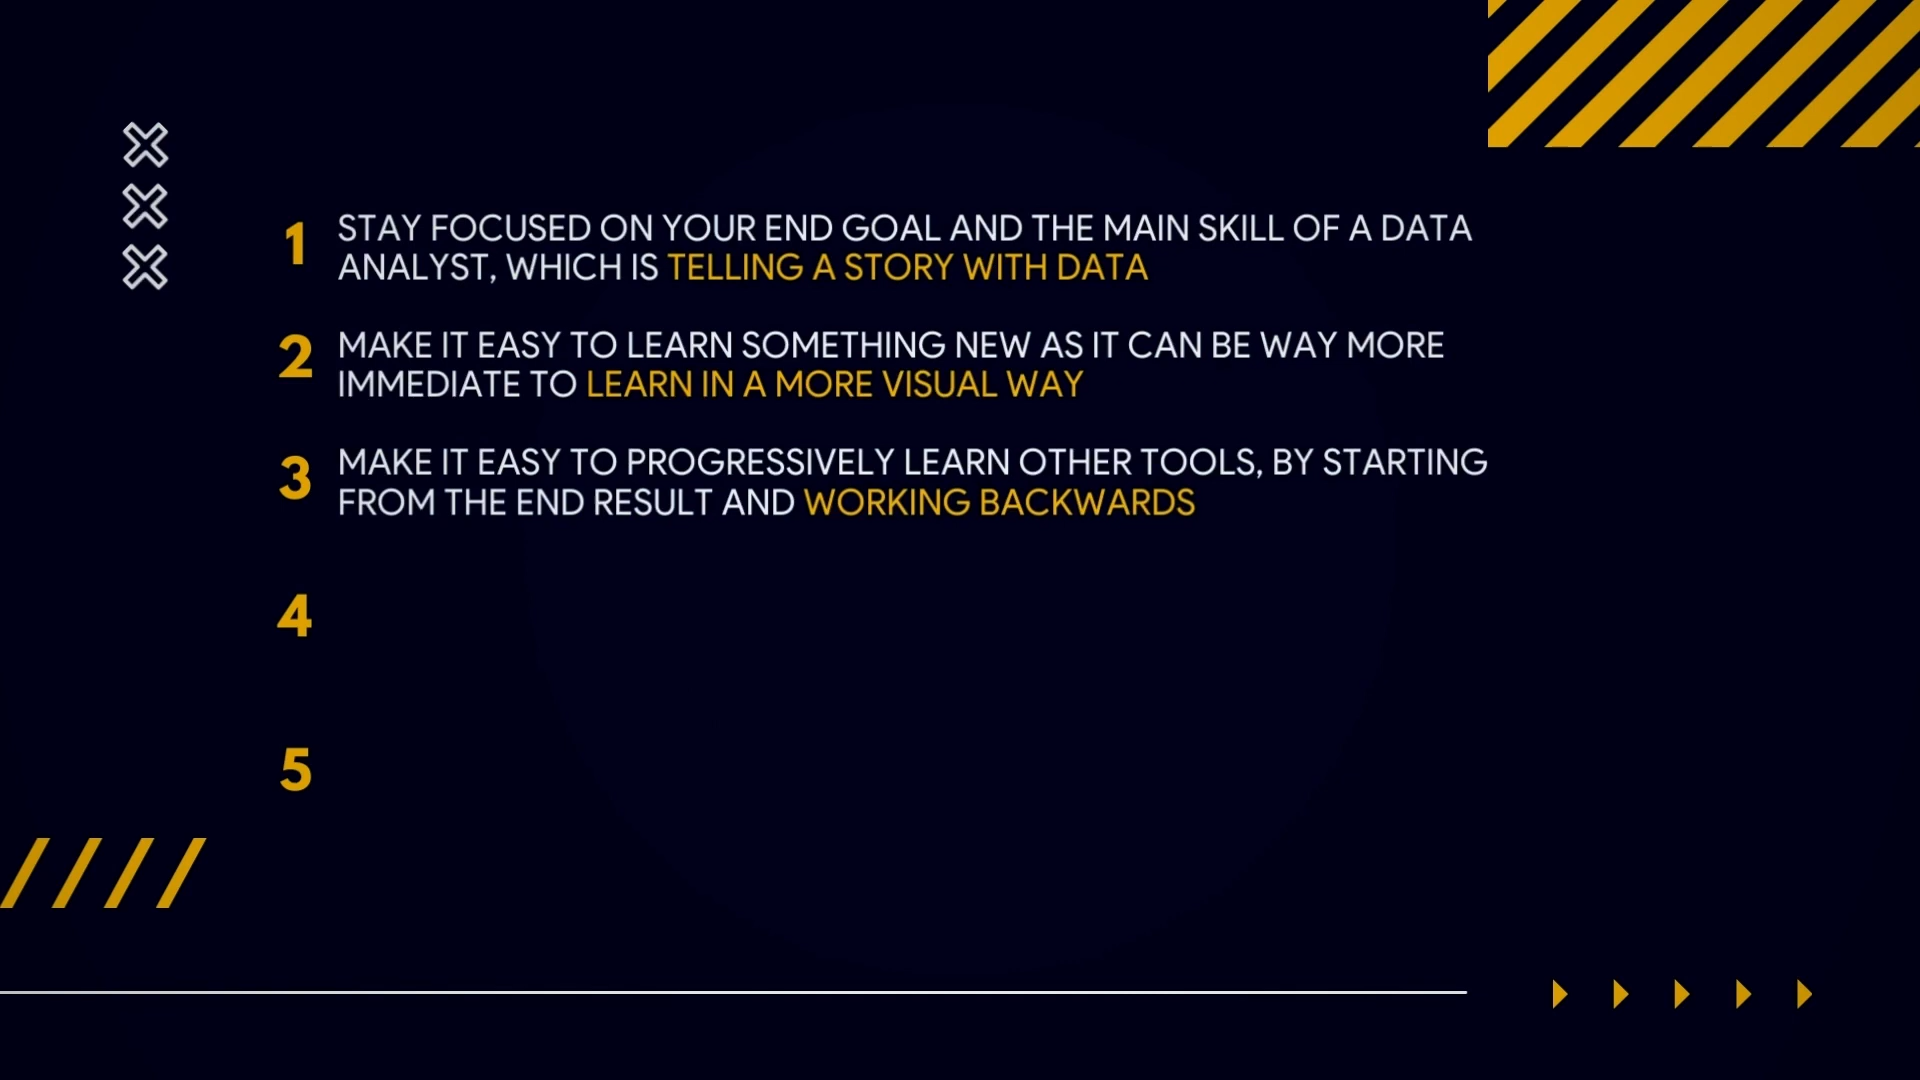 1 STAY FOCUSED ON YOUR END GOAL AND THE MAIN SKILL OF A DATA
ANALYST, WHICH IS TELLING A STORY WITH DATA
2 MAKE IT EASY TO LEARN SOMETHING NEW AS IT CAN BE WAY MORE
IMMEDIATE TO LEARN IN A MORE VISUAL WAY
3 MAKE IT EASY TO PROGRESSIVELY LEARN OTHER TOOLS, BY STARTING
FROM THE END RESULT AND WORKING BACKWARDS
4
5